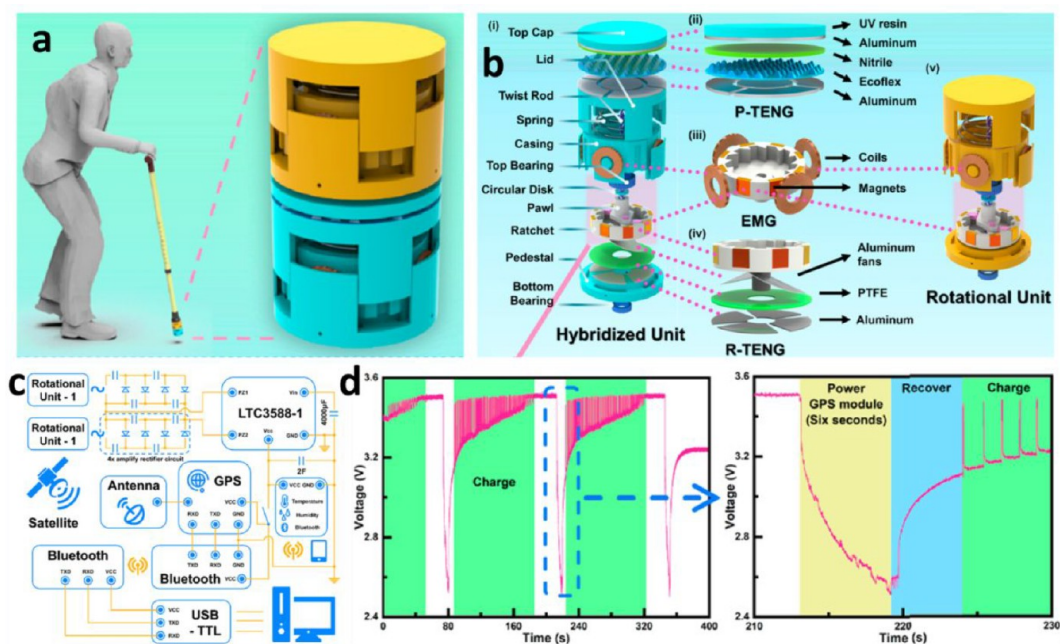 a
b
(i)
Top Cap
Lid
Twist Rod
Spring
Casing
Top Bearing
Circular Disk
Pawl
Ratchet
Pedestal
Bottom
Bearing
Hybridized Unit
(ii)
UV resin
Aluminum
Nitrile
Ecoflex
Aluminum
P-TENG
(iii)
Coils
Magnets
EMG
(iv)
Aluminum
fans
PTFE
Aluminum
R-TENG
(v)
Rotational Unit
c
Rotational
Unit - 1
Rotational
Unit - 1
4x amplify rectifier circuit
PZ1
Vin
LTC3588-1
PZ2
Vcc
GND
4000μF
2F
Satellite
Antenna
GPS
VCC
RXD
TXD
GND
VCC GND
Temperature
Humidity
Bluetooth
Bluetooth
TXD
RXD
VCC
RXD
TXD
GND
Bluetooth
VCC
VCC
TXD
RXD
USB
- TTL
d
Voltage (V)
3.6
3.2
2.8
2.4
Charge
0
80
160
240
320
400
Time (s)
Voltage (V)
3.6
3.2
2.8
2.4
Power
GPS module
(Six seconds)
Recover
Charge
210
220
230
Time (s)